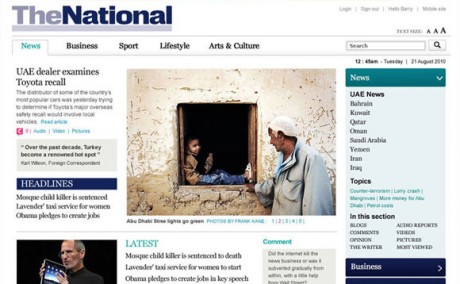 TheNational
Login | Sign out | Hello Barry | Mobile site
TEXT SIZE: A A A
News
Business
Sport
Lifestyle
Arts & Culture
Search
12 : 45am - Tuesday | 21 August 2010
UAE dealer examines
Toyota recall
The distributor of some of the country's
most popular cars was yesterday trying
to determine if Toyota's major overseas
safety recall would involve local
vehicles. Read article
9 | Audio | Video | Pictures
" Over the past decade, Turkey
become a renowned hot spot "
Karl Wilson, Foreign Correspondent
HEADLINES
Mosque child killer is sentenced
Lavender' taxi service for women
Obama pledges to create jobs
Abu Dhabi Stree lights go green PHOTOS BY FRANK KANE 1 | 2 | 3 | 4 | 5 |
LATEST
Mosque child killer is sentenced to death
Lavender' taxi service for women to start
Obama pledges to create jobs in key speech
Comment
Did the internet kill the
news business or was it
subverted gradually from
within, with a little help
from Wall Street?
News
UAE News
Bahrain
Kuwait
Qatar
Oman
Saudi Arabia
Yemen
Iran
Iraq
Topics
Counter-terrorism | Lorry crash |
Mangroves | More money for Abu
Dhabi | Petrol costs
In this section
BLOGS
VIDEOS
COMMENT
OPINION
THE WRITER
AUDIO REPORTS
SPORT
PICTURES
MOST VIEWED
Business